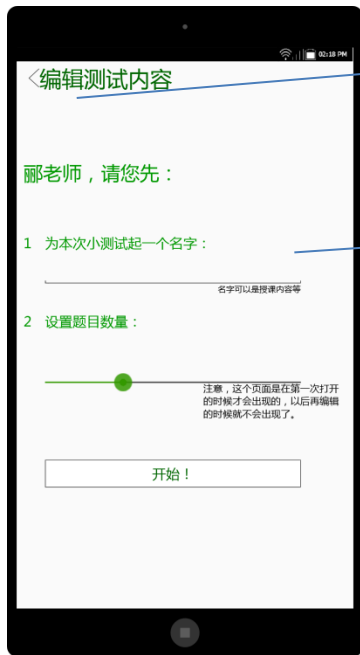 02:18 PM
<编辑测试内容
郦老师，请您先：
1 为本次小测试起一个名字：
名字可以是授课内容等
2 设置题目数量：
注意，这个页面是在第一次打开
的时候才会出现的，以后再编辑
的时候就不会出现了。
开始！